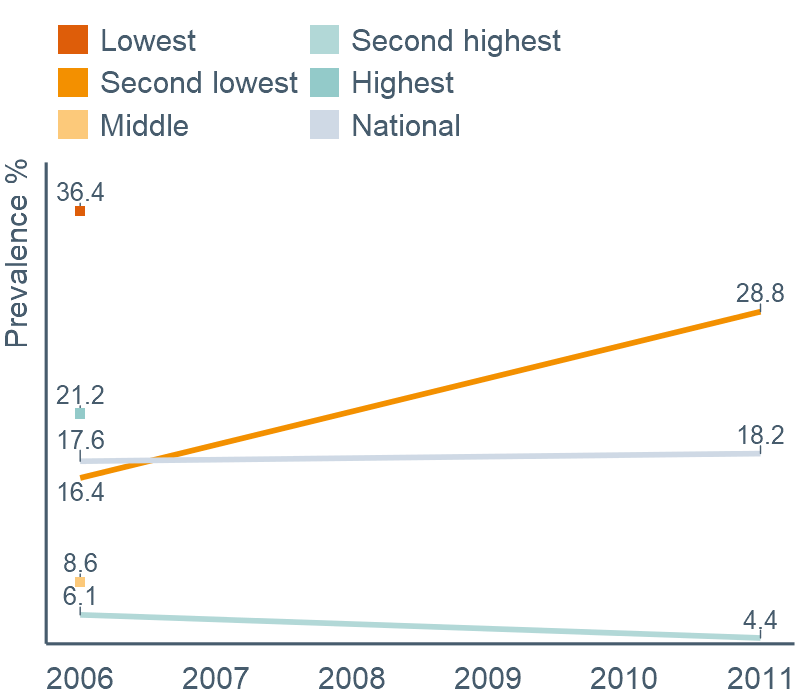 Lowest
Second lowest
Middle
Second highest
Highest
National
Prevalence %
36.4
28.8
21.2
17.6
18.2
16.4
8.6
6.1
4.4
2006 2007 2008 2009 2010 2011